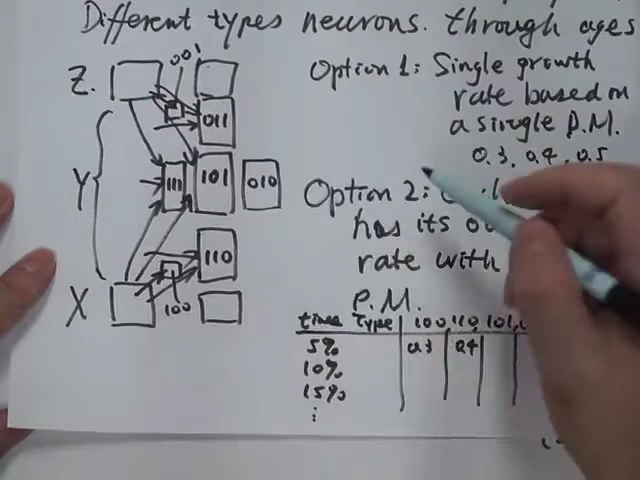 Different types neurons. through ages
Z.
001
011
Y
111
101
010
110
X
100
Option 1: Single growth
rate based on
a single P.M.
0.3, 0.4, 0.5
Option 2:
has its
rate with
P.M.
times Type 100, 110, 101,
5% 0.3 0.4
10%
15%
⋮